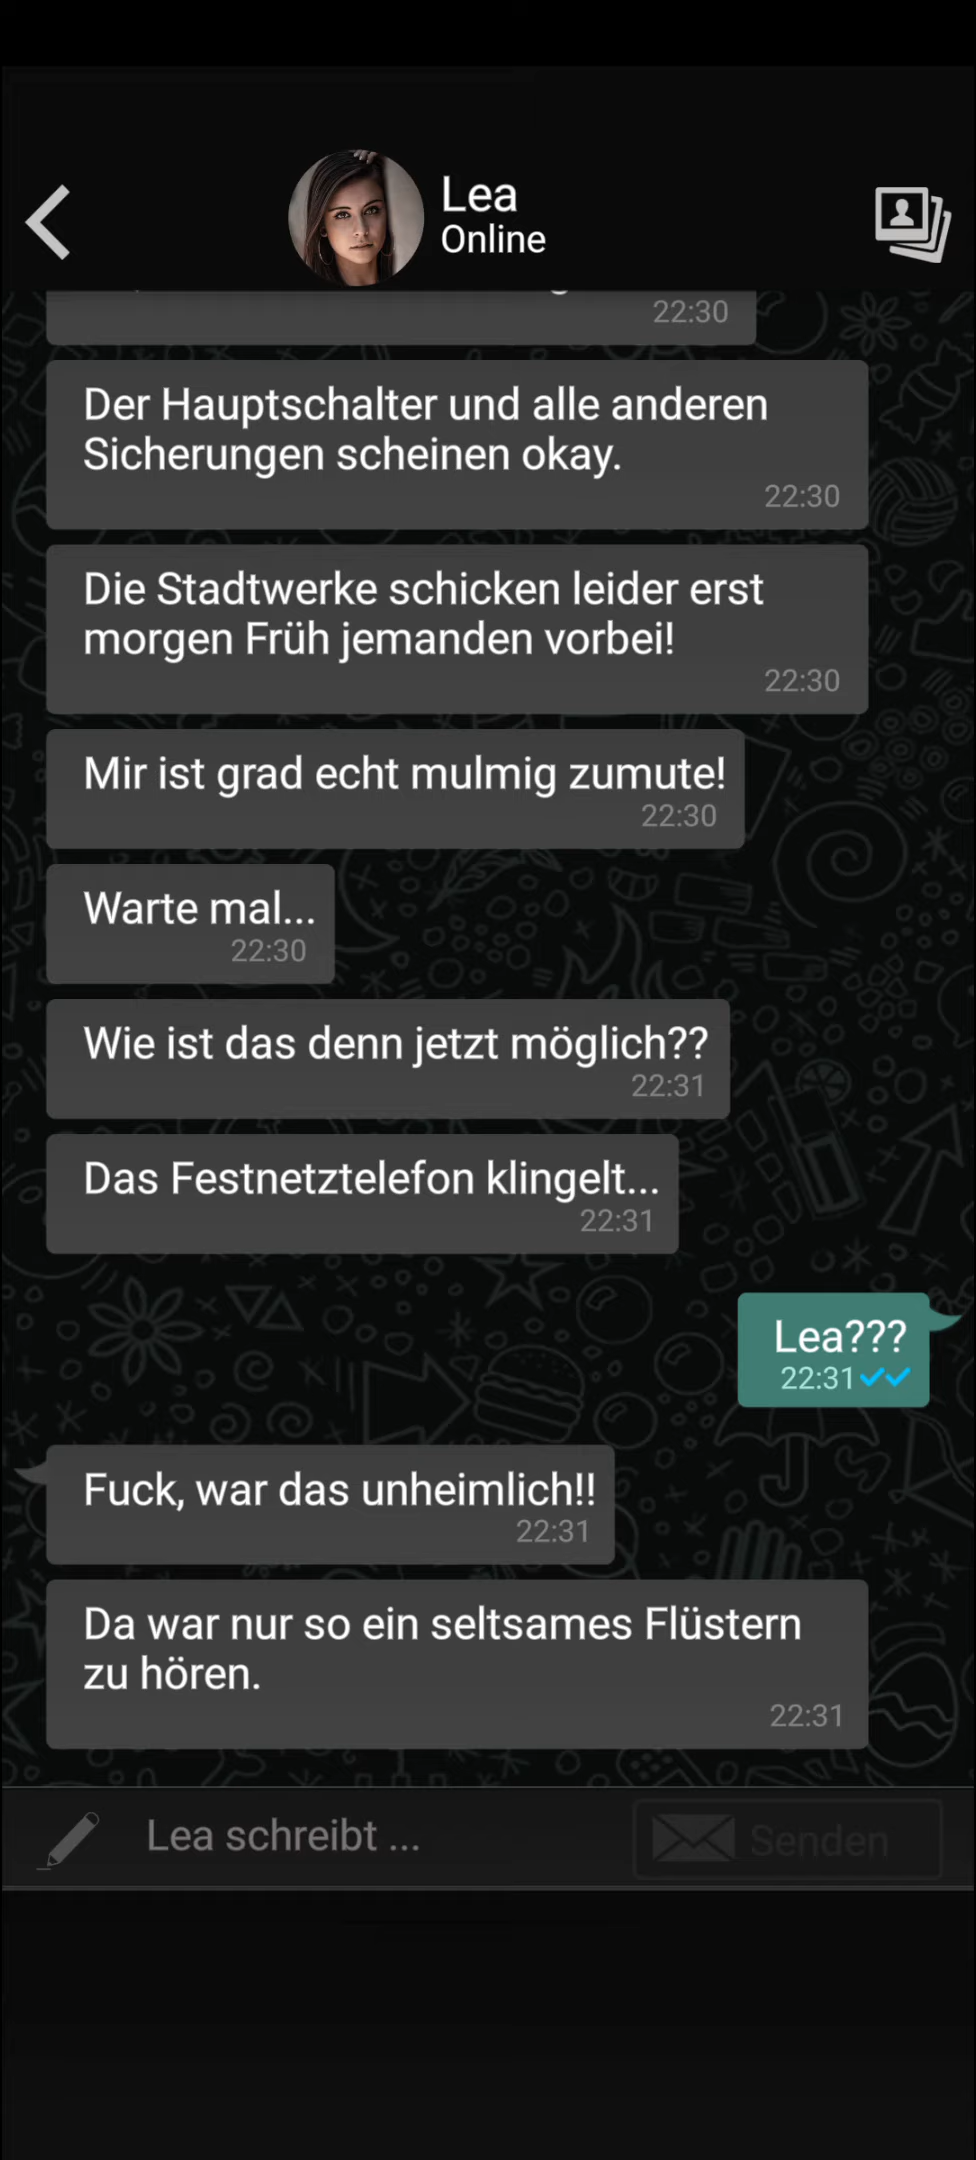 Lea
Online
22:30
Der Hauptschalter und alle anderen
Sicherungen scheinen okay.
22:30
Die Stadtwerke schicken leider erst
morgen Früh jemanden vorbei!
22:30
Mir ist grad echt mulmig zumute!
22:30
Warte mal...
22:30
Wie ist das denn jetzt möglich??
22:31
Das Festnetztelefon klingelt...
22:31
Lea???
22:31
Fuck, war das unheimlich!!
22:31
Da war nur so ein seltsames Flüstern
zu hören.
22:31
Lea schreibt ...
Senden